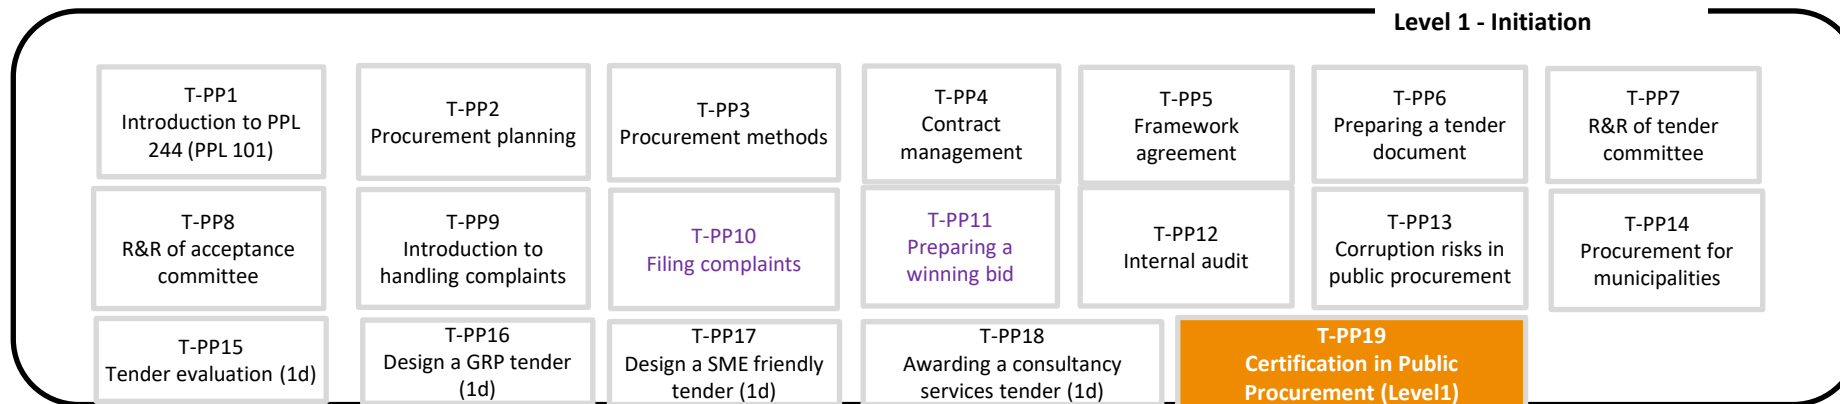 Level 1 - Initiation
T-PP1
Introduction to PPL
244 (PPL 101)
T-PP2
Procurement planning
T-PP3
Procurement methods
T-PP4
Contract
management
T-PP5
Framework
agreement
T-PP6
Preparing a tender
document
T-PP7
R&R of tender
committee
T-PP8
R&R of acceptance
committee
T-PP9
Introduction to
handling complaints
T-PP10
Filing complaints
T-PP11
Preparing a
winning bid
T-PP12
Internal audit
T-PP13
Corruption risks in
public procurement
T-PP14
Procurement for
municipalities
T-PP15
Tender evaluation (1d)
T-PP16
Design a GRP tender
(1d)
T-PP17
Design a SME friendly
tender (1d)
T-PP18
Awarding a consultancy
services tender (1d)
T-PP19
Certification in Public
Procurement (Level1)